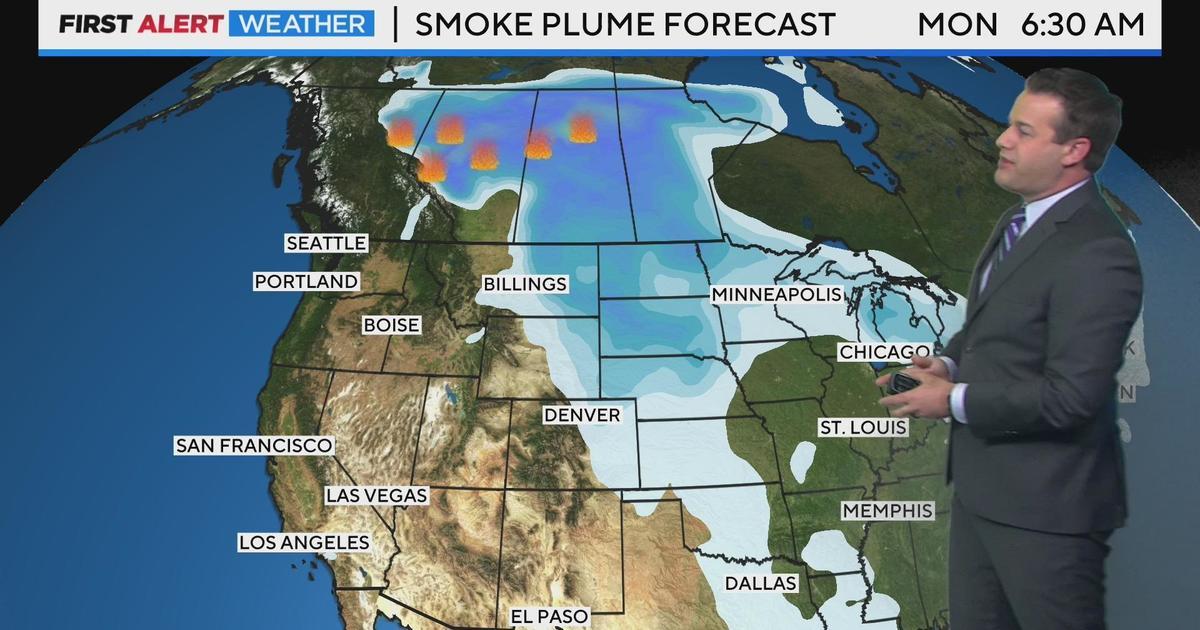 FIRST ALERT WEATHER | SMOKE PLUME FORECAST MON 6:30 AM
SEATTLE
PORTLAND
BILLINGS
MINNEAPOLIS
BOISE
CHICAGO
K
N
DENVER
ST. LOUIS
SAN FRANCISCO
LAS VEGAS
MEMPHIS
LOS ANGELES
DALLAS
EL PASO